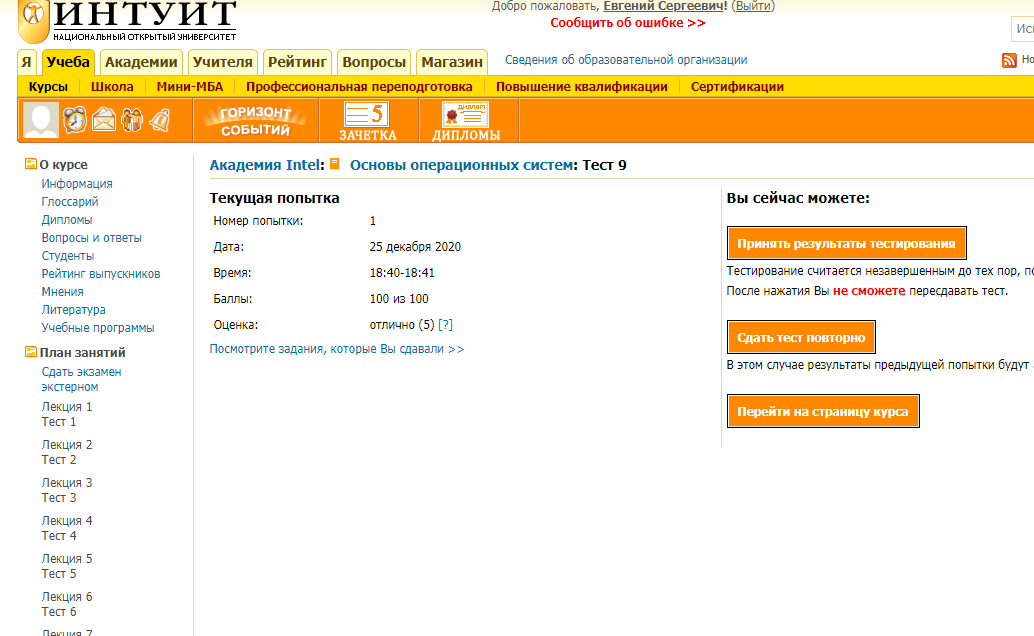 ИНТУИТ
НАЦИОНАЛЬНЫЙ ОТКРЫТЫЙ УНИВЕРСИТЕТ
Добро пожаловать, Евгений Сергеевич! (Выйти)
Сообщить об ошибке >>
Я Учеба Академии Учителя Рейтинг Вопросы Магазин
Сведения об образовательной организации
Курсы Школа Мини-МБА Профессиональная переподготовка Повышение квалификации Сертификации
ГОРИЗОНТ
СОБЫТИЙ
5
ЗАЧЕТКА
ДИПЛОМ
ДИПЛОМЫ
О курсе
Информация
Глоссарий
Дипломы
Вопросы и ответы
Студенты
Рейтинг выпускников
Мнения
Литература
Учебные программы
План занятий
Сдать экзамен
экстерном
Лекция 1
Тест 1
Лекция 2
Тест 2
Лекция 3
Тест 3
Лекция 4
Тест 4
Лекция 5
Тест 5
Лекция 6
Тест 6
Лекция 7
Академия Intel: Основы операционных систем: Тест 9
Текущая попытка
Номер попытки: 1
Дата: 25 декабря 2020
Время: 18:40-18:41
Баллы: 100 из 100
Оценка: отлично (5) [?]
Посмотрите задания, которые Вы сдавали >>
Вы сейчас можете:
Принять результаты тестирования
Тестирование считается незавершенным до тех пор,
После нажатия Вы не сможете пересдавать тест.
Сдать тест повторно
В этом случае результаты предыдущей попытки будут
Перейти на страницу курса